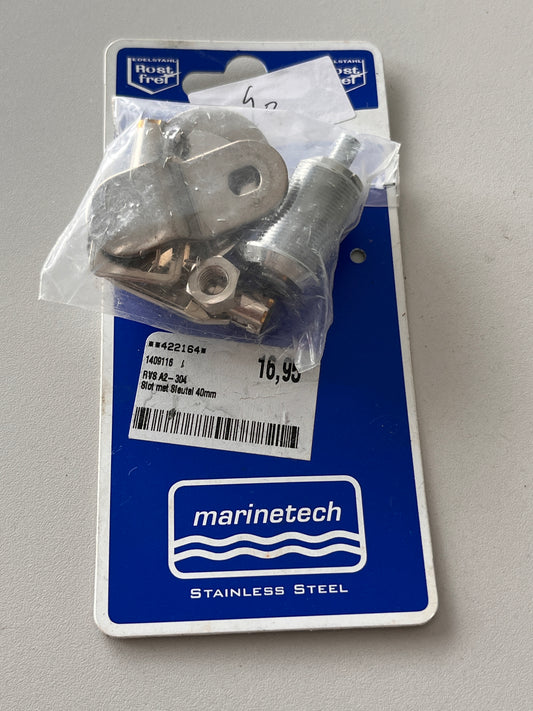 EDELSTAHL
Rost
frei
EDELSTAHL
Rost
frei
**422164*
1409116
16,95
RVS A2-304
Slot met Sleutel 40mm
marinetech
STAINLESS STEEL